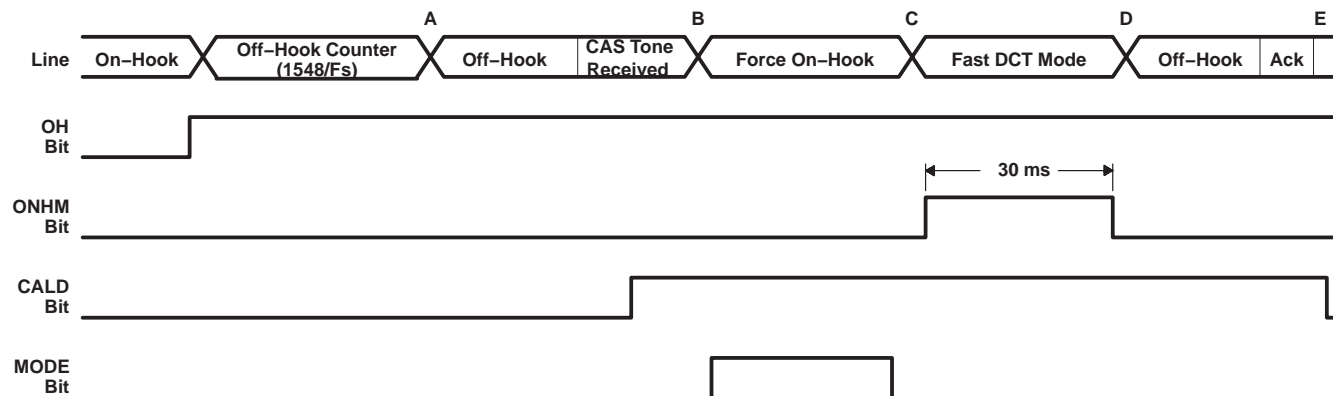 A B C D E
Line On−Hook Off−Hook Counter (1548/Fs) Off−Hook CAS Tone Received Force On−Hook Fast DCT Mode Off−Hook Ack
OH
Bit
30 ms
ONHM
Bit
CALD
Bit
MODE
Bit